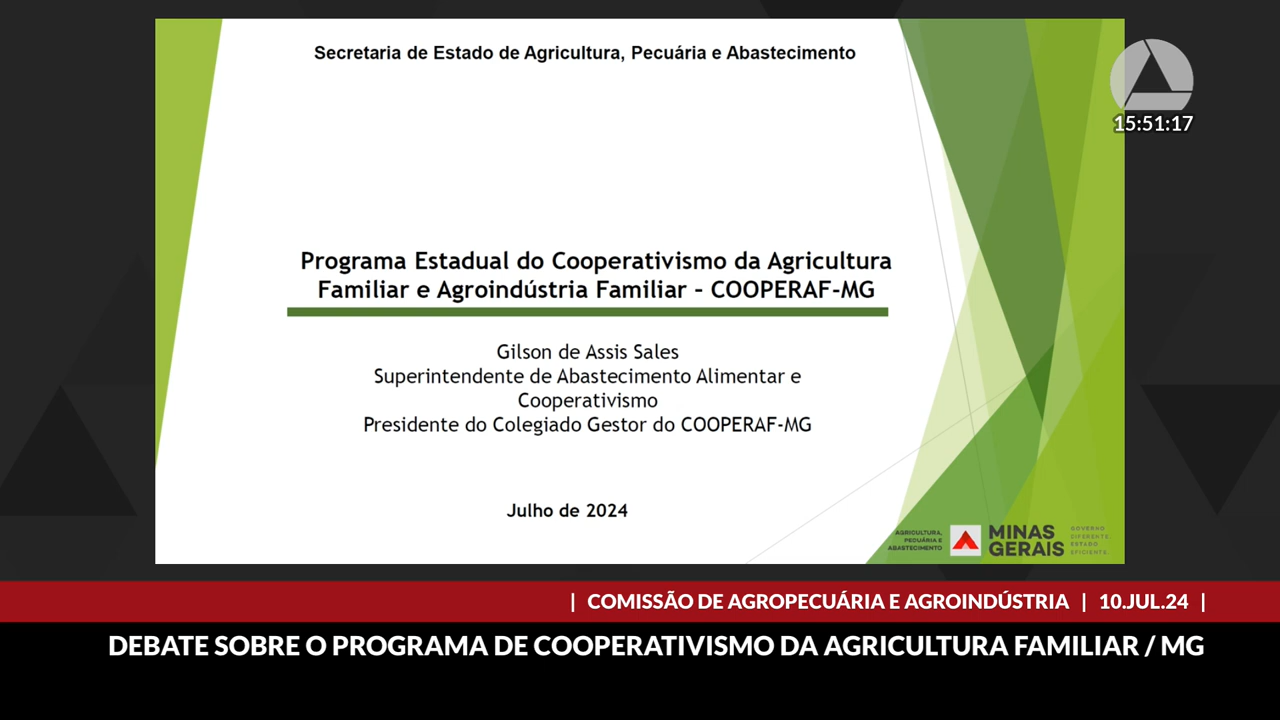 Secretaria de Estado de Agricultura, Pecuária e Abastecimento
15:51:17
Programa Estadual do Cooperativismo da Agricultura
Familiar e Agroindústria Familiar – COOPERAF-MG
Gilson de Assis Sales
Superintendente de Abastecimento Alimentar e
Cooperativismo
Presidente do Colegiado Gestor do COOPERAF-MG
Julho de 2024
AGRICULTURA,
PECUÁRIA E
ABASTECIMENTO
MINAS
GERAIS
GOVERNO
DIFERENTE.
ESTADO
EFICIENTE.
| COMISSÃO DE AGROPECUÁRIA E AGROINDÚSTRIA | 10.JUL.24 |
DEBATE SOBRE O PROGRAMA DE COOPERATIVISMO DA AGRICULTURA FAMILIAR / MG